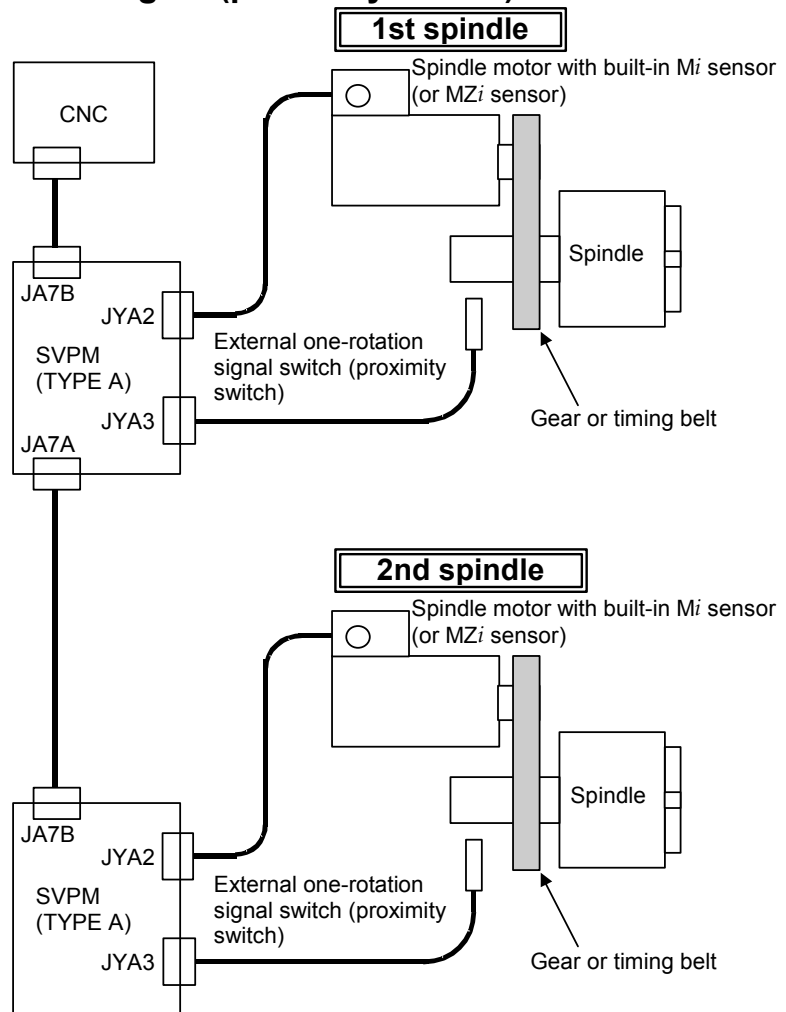 1st spindle
Spindle motor with built-in Mi sensor
(or MZi sensor)
CNC
Spindle
JA7B
JYA2
External one-rotation
signal switch (proximity
switch)
SVPM
(TYPE A)
JYA3
Gear or timing belt
JA7A
2nd spindle
Spindle motor with built-in Mi sensor
(or MZi sensor)
Spindle
JA7B
JYA2
External one-rotation
signal switch (proximity
switch)
SVPM
(TYPE A)
JYA3
Gear or timing belt